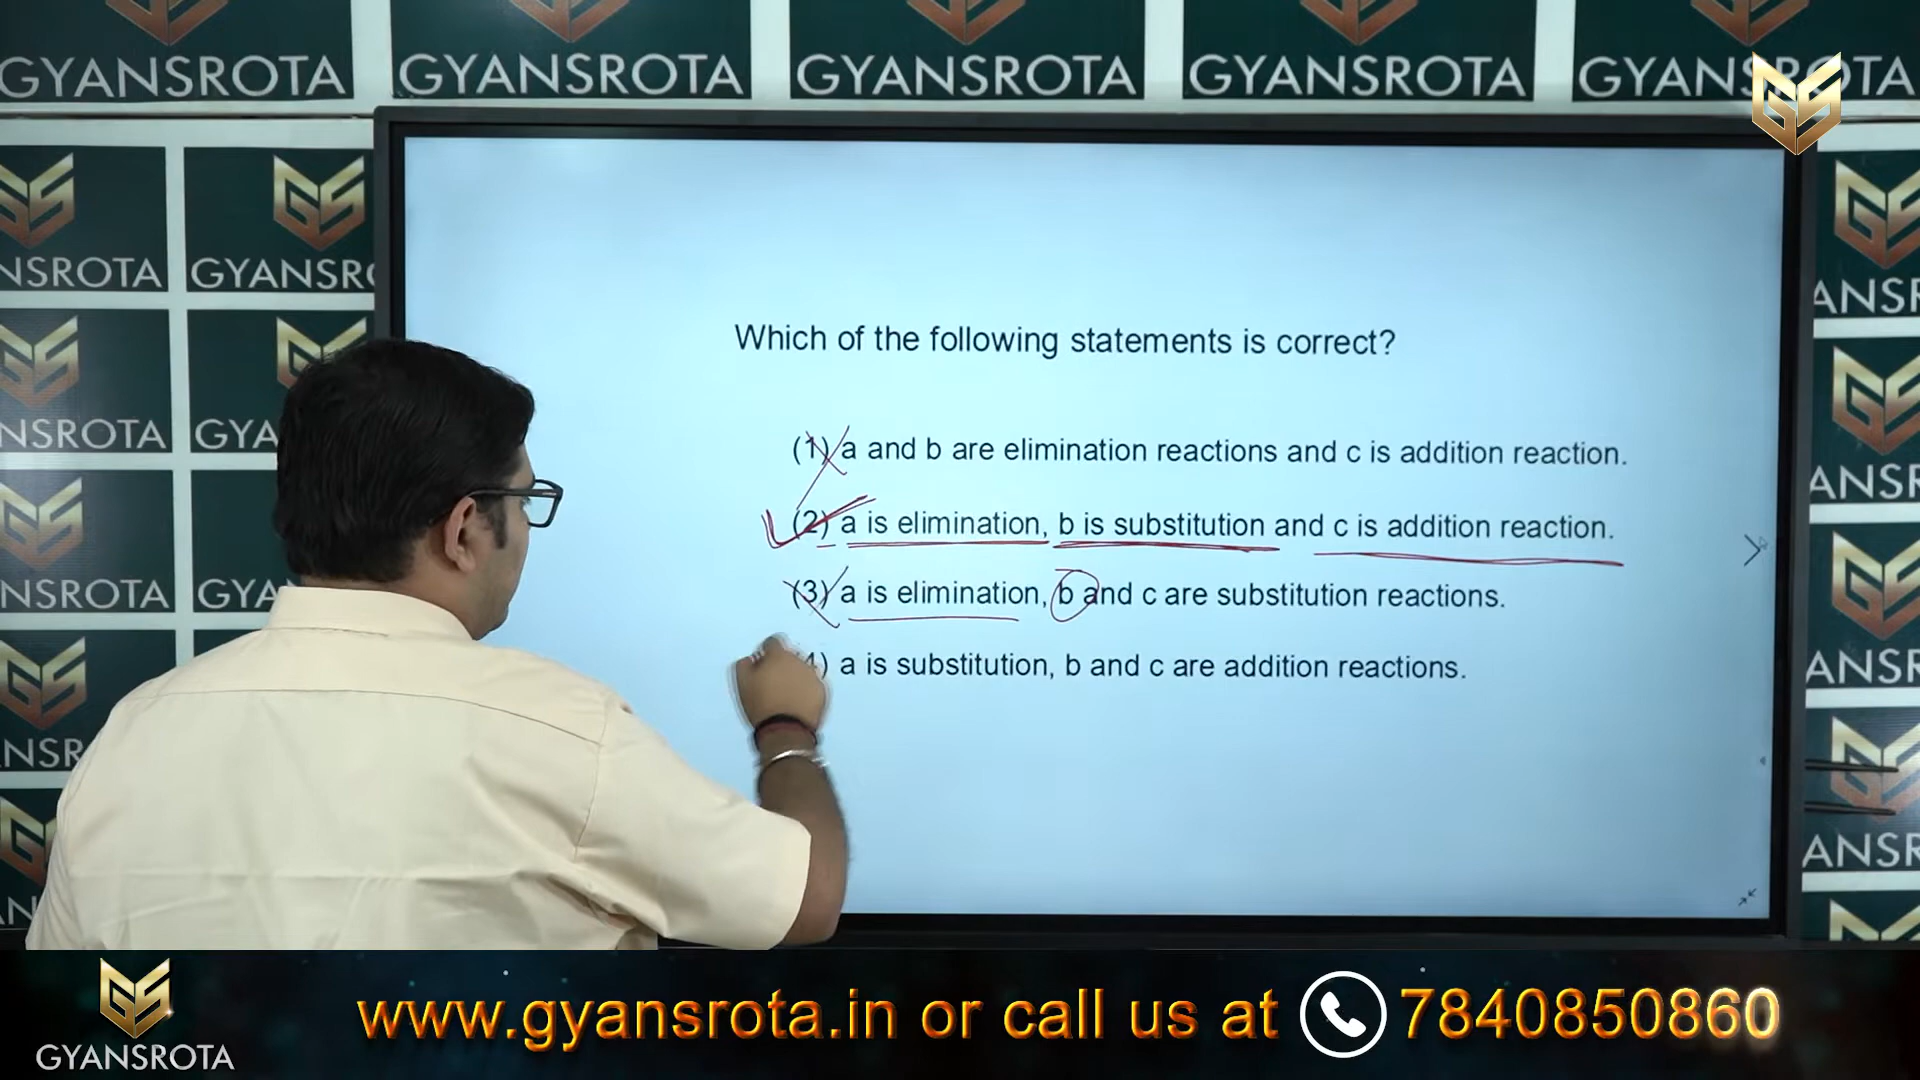 GYANSROTA GYANSROTA GYANSROTA GYANSROTA GYANSROTA
GYANSROTA
Which of the following statements is correct?
(1) a and b are elimination reactions and c is addition reaction.
(2) a is elimination, b is substitution and c is addition reaction.
(3) a is elimination, b and c are substitution reactions.
a is substitution, b and c are addition reactions.
www.gyansrota.in or call us at 7840850860
GYANSROTA